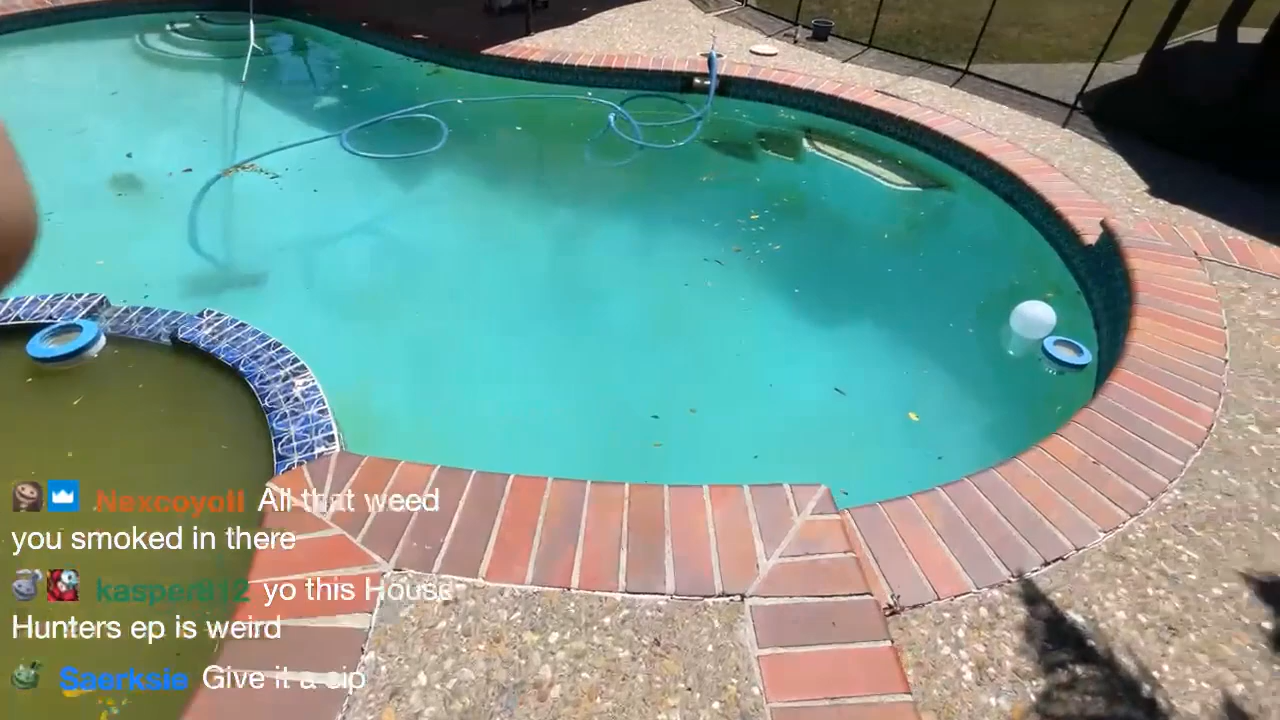 Nexcoyoll All that weed
you smoked in there
kasper812 yo this House
Hunters ep is weird
Saerksie Give it a sip